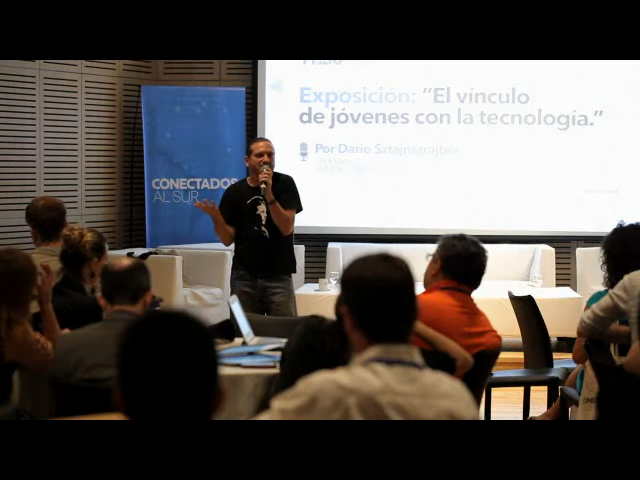 Exposición: “El vínculo
de jóvenes con la tecnología.”
Por Dario Sztajnszrajber
CONECTADOS
AL SUR